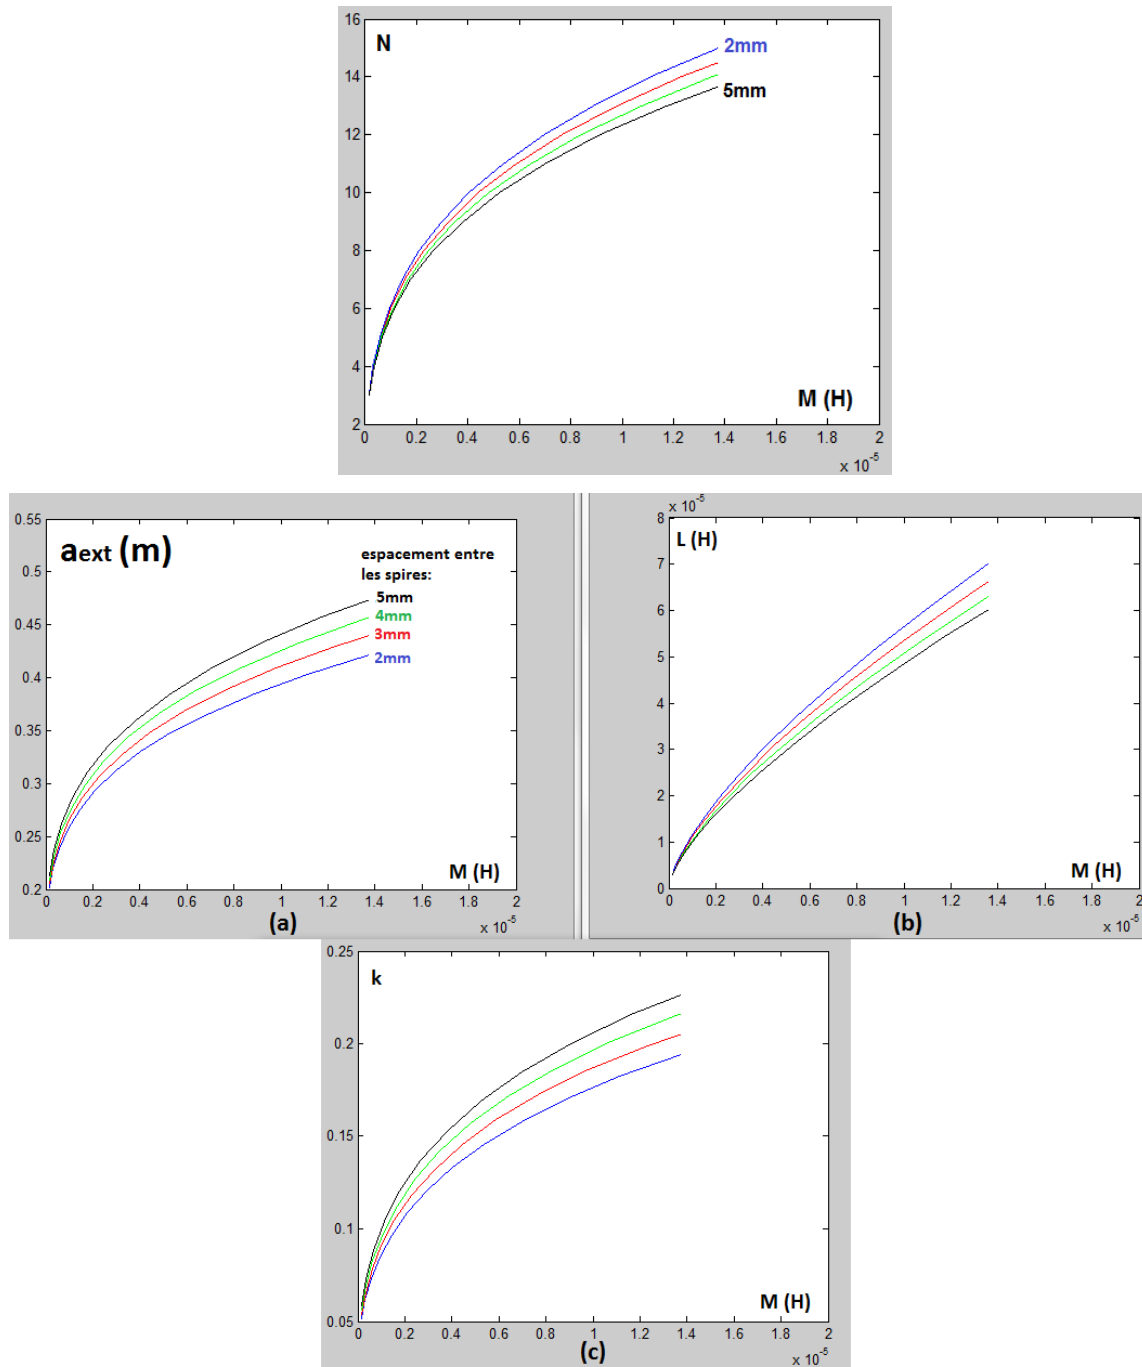 16
N
2mm
14
5mm
12
10
8
6
4
M (H)
2
0 0.2 0.4 0.6 0.8 1 1.2 1.4 1.6 1.8 2
x 10⁻⁵
0.55
aext (m)
espacement entre
les spires:
0.5
5mm
4mm
0.45
3mm
2mm
0.4
0.35
0.3
0.25
M (H)
0.2
0 0.2 0.4 0.6 0.8 1 1.2 1.4 1.6 1.8 2
(a)
x 10⁻⁵
x 10⁻⁵
8
L (H)
7
6
5
4
3
2
1
M (H)
0
0 0.2 0.4 0.6 0.8 1 1.2 1.4 1.6 1.8 2
(b)
x 10⁻⁵
0.25
k
0.2
0.15
0.1
M (H)
0.05
0 0.2 0.4 0.6 0.8 1 1.2 1.4 1.6 1.8 2
(c)
x 10⁻⁵